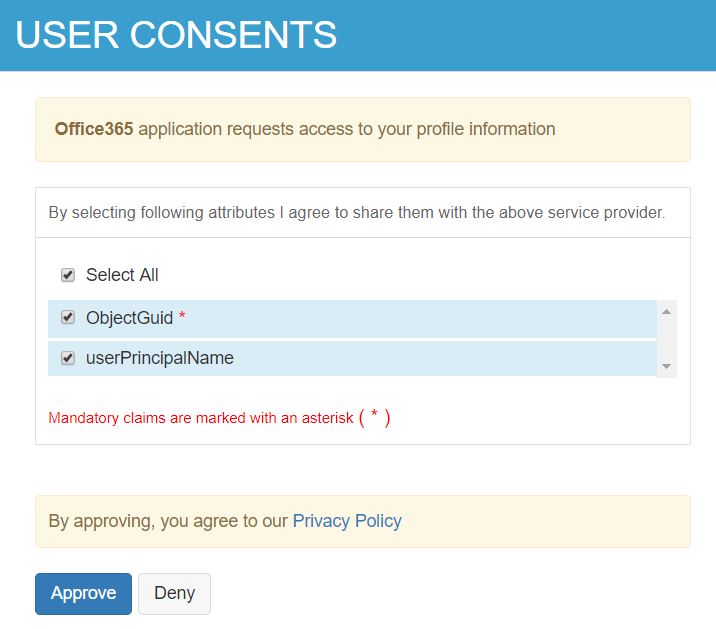 USER CONSENTS
Office365 application requests access to your profile information
By selecting following attributes I agree to share them with the above service provider.
Select All
ObjectGuid *
userPrincipalName
Mandatory claims are marked with an asterisk ( * )
By approving, you agree to our Privacy Policy
Approve Deny